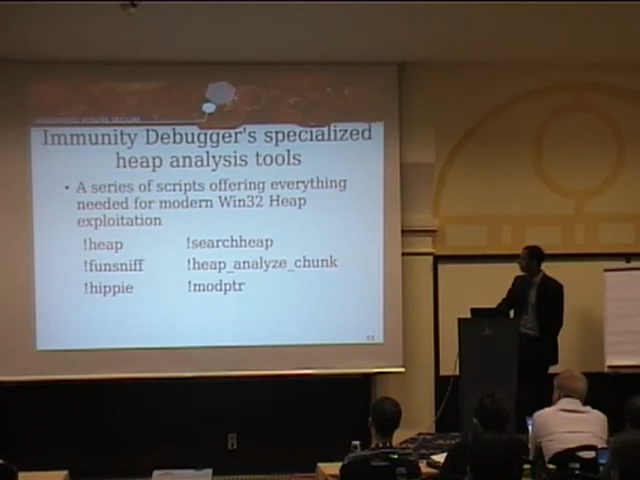 Immunity Debugger's specialized
heap analysis tools
• A series of scripts offering everything
needed for modern Win32 Heap
exploitation
!heap !searchheap
!funsniff !heap_analyze_chunk
!hippie !modptr